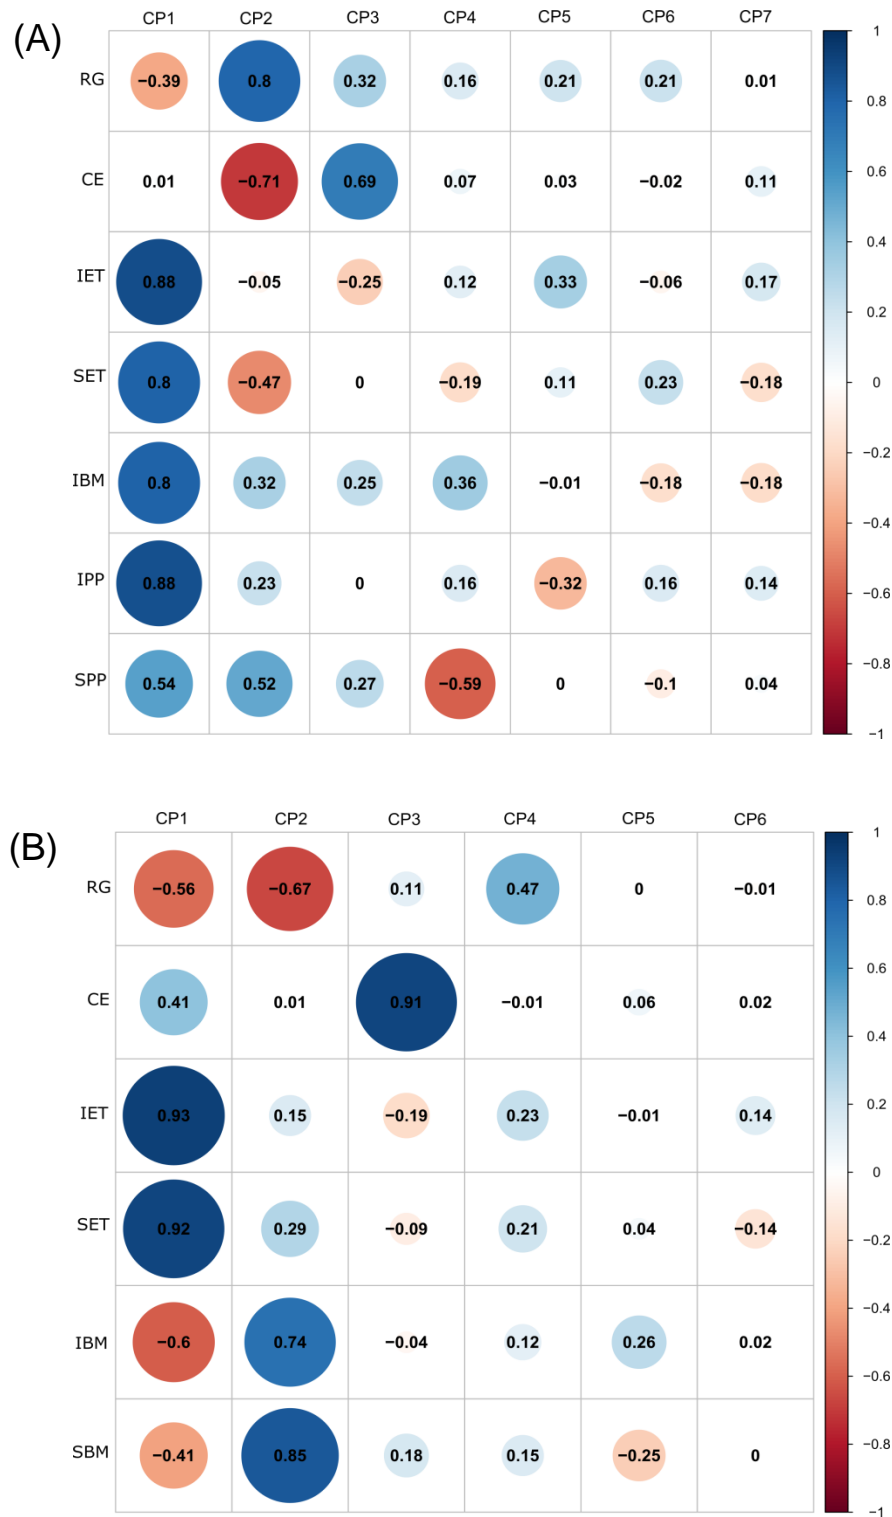 (A)
CP1 CP2 CP3 CP4 CP5 CP6 CP7
RG −0.39 0.8 0.32 0.16 0.21 0.21 0.01
CE 0.01 −0.71 0.69 0.07 0.03 −0.02 0.11
IET 0.88 −0.05 −0.25 0.12 0.33 −0.06 0.17
SET 0.8 −0.47 0 −0.19 0.11 0.23 −0.18
IBM 0.8 0.32 0.25 0.36 −0.01 −0.18 −0.18
IPP 0.88 0.23 0 0.16 −0.32 0.16 0.14
SPP 0.54 0.52 0.27 −0.59 0 −0.1 0.04
1
0.8
0.6
0.4
0.2
0
−0.2
−0.4
−0.6
−0.8
−1
(B)
CP1 CP2 CP3 CP4 CP5 CP6
RG −0.56 −0.67 0.11 0.47 0 −0.01
CE 0.41 0.01 0.91 −0.01 0.06 0.02
IET 0.93 0.15 −0.19 0.23 −0.01 0.14
SET 0.92 0.29 −0.09 0.21 0.04 −0.14
IBM −0.6 0.74 −0.04 0.12 0.26 0.02
SBM −0.41 0.85 0.18 0.15 −0.25 0
1
0.8
0.6
0.4
0.2
0
−0.2
−0.4
−0.6
−0.8
−1